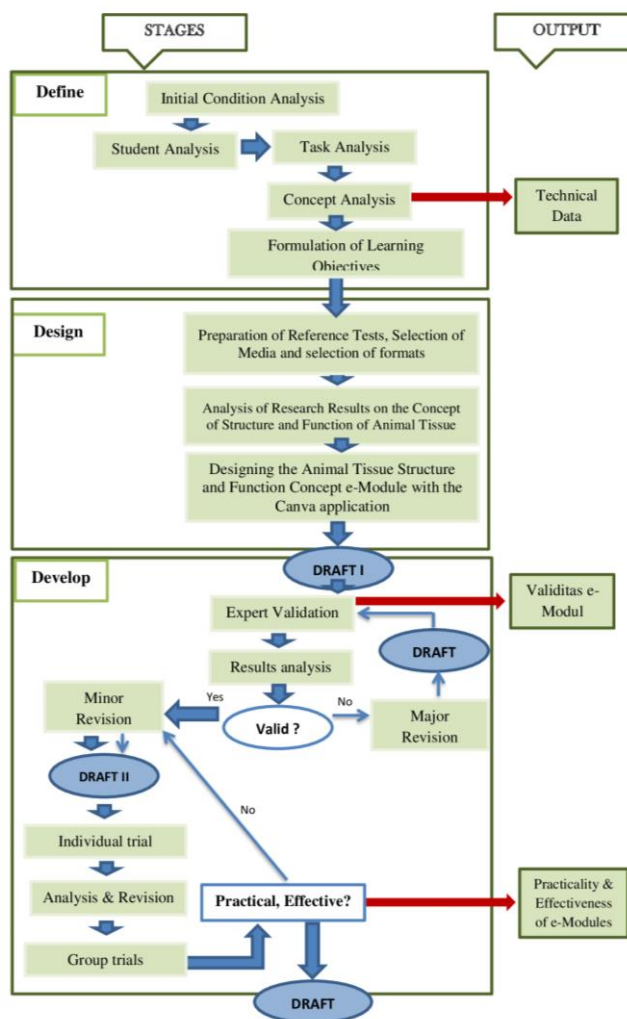 STAGES
OUTPUT
Define
Initial Condition Analysis
Student Analysis
Task Analysis
Concept Analysis
Technical
Data
Formulation of Learning
Objectives
Design
Preparation of Reference Tests, Selection of
Media and selection of formats
Analysis of Research Results on the Concept
of Structure and Function of Animal Tissue
Designing the Animal Tissue Structure
and Function Concept e-Module with the
Canva application
DRAFT I
Develop
Expert Validation
Validitas e-
Modul
DRAFT
Results analysis
Yes
No
Minor
Revision
Valid ?
Major
Revision
DRAFT II
No
Individual trial
Analysis & Revision
Practical, Effective?
Practicality &
Effectiveness
of e-Modules
Group trials
DRAFT